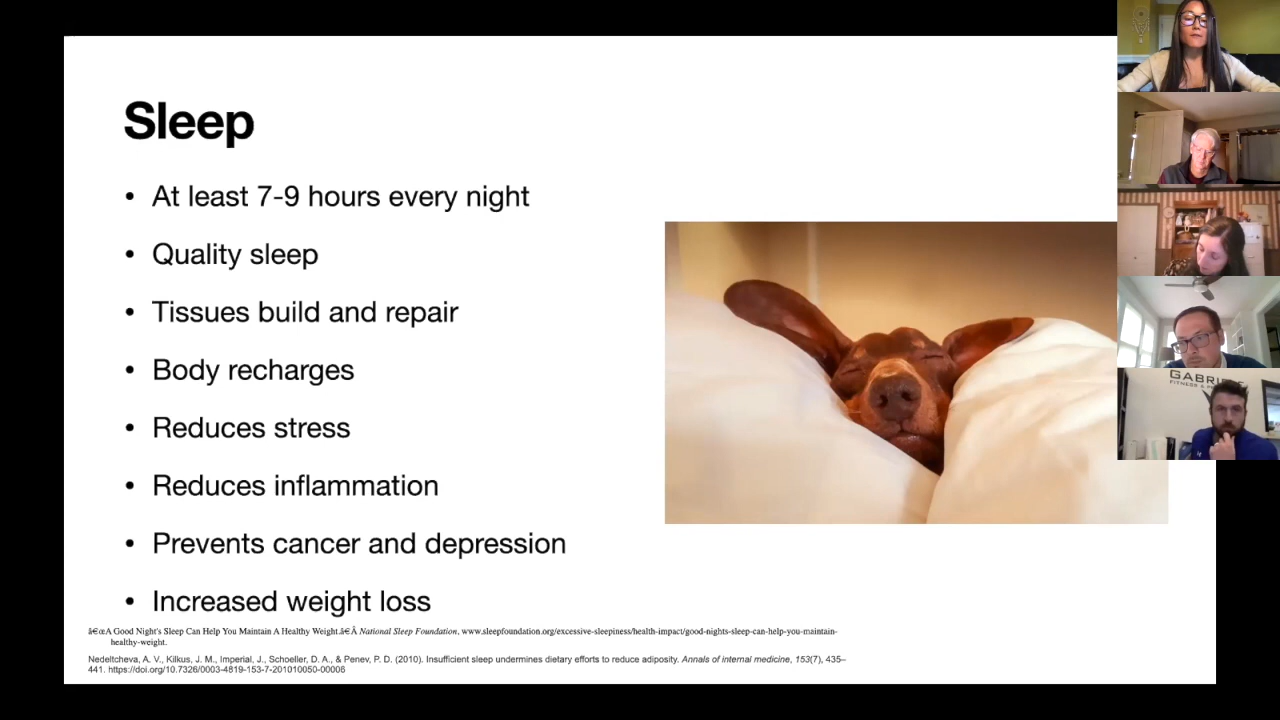 Sleep
• At least 7-9 hours every night
• Quality sleep
• Tissues build and repair
• Body recharges
• Reduces stress
• Reduces inflammation
• Prevents cancer and depression
• Increased weight loss
â€œA Good Night's Sleep Can Help You Maintain A Healthy Weight.â€Â National Sleep Foundation, www.sleepfoundation.org/excessive-sleepiness/health-impact/good-nights-sleep-can-help-you-maintain-
healthy-weight.
Nedeltcheva, A. V., Kilkus, J. M., Imperial, J., Schoeller, D. A., & Penev, P. D. (2010). Insufficient sleep undermines dietary efforts to reduce adiposity. Annals of internal medicine, 153(7), 435–
441. https://doi.org/10.7326/0003-4819-153-7-201010050-00006
FITNESS &